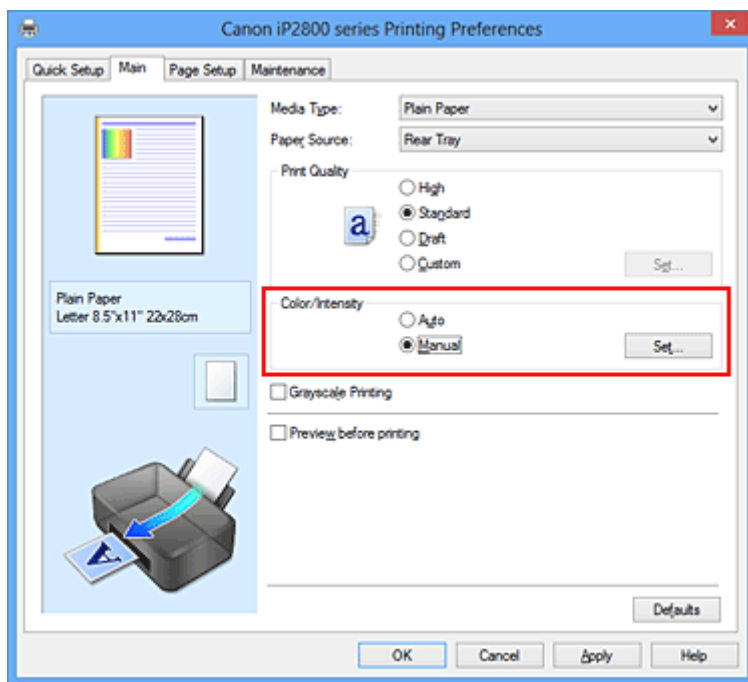 Canon iP2800 series Printing Preferences
Quick Setup Main Page Setup Maintenance
Media Type: Plain Paper
Paper Source: Rear Tray
Print Quality
High
a
Standard
Draft
Custom Set...
Plain Paper
Letter 8.5"x11" 22x28cm
Color/Intensity
Auto
Manual Set...
Grayscale Printing
Preview before printing
A
Defaults
OK Cancel Apply Help